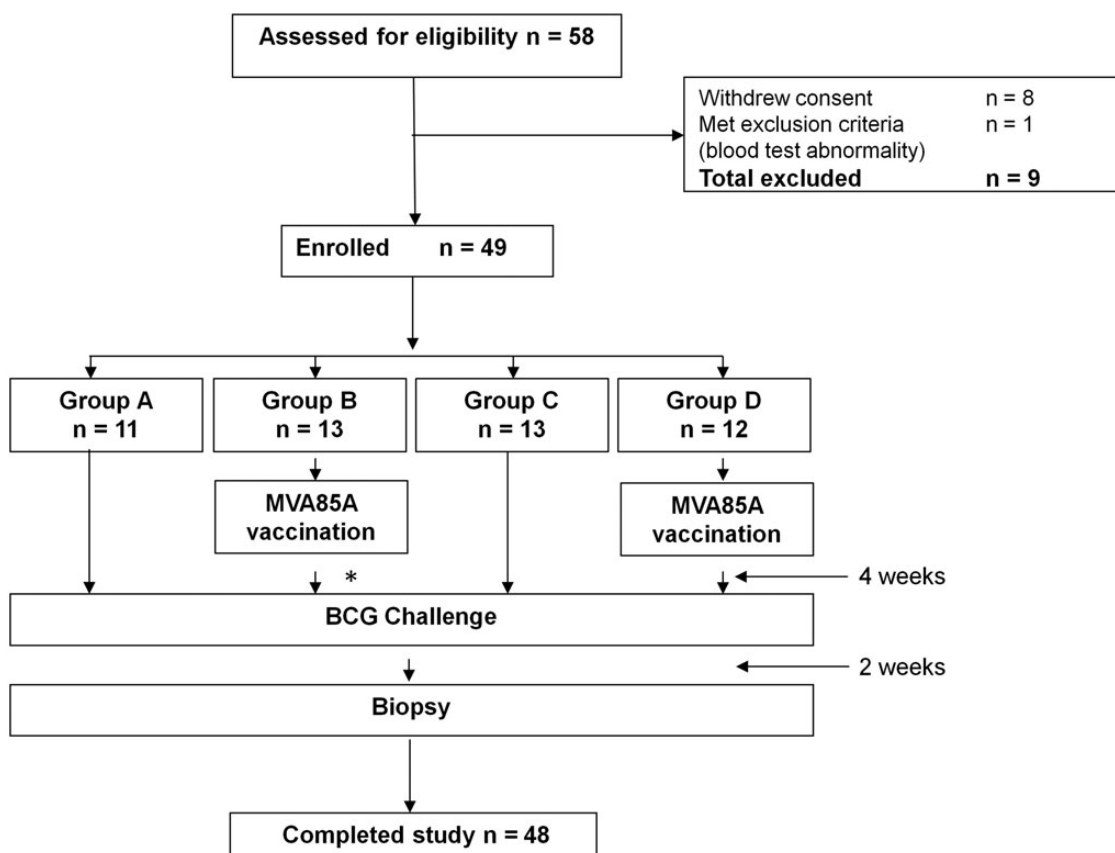 Assessed for eligibility n = 58
Withdrew consent n = 8
Met exclusion criteria n = 1
(blood test abnormality)
Total excluded n = 9
Enrolled n = 49
Group A
n = 11
Group B
n = 13
Group C
n = 13
Group D
n = 12
MVA85A
vaccination
MVA85A
vaccination
*
4 weeks
BCG Challenge
2 weeks
Biopsy
Completed study n = 48